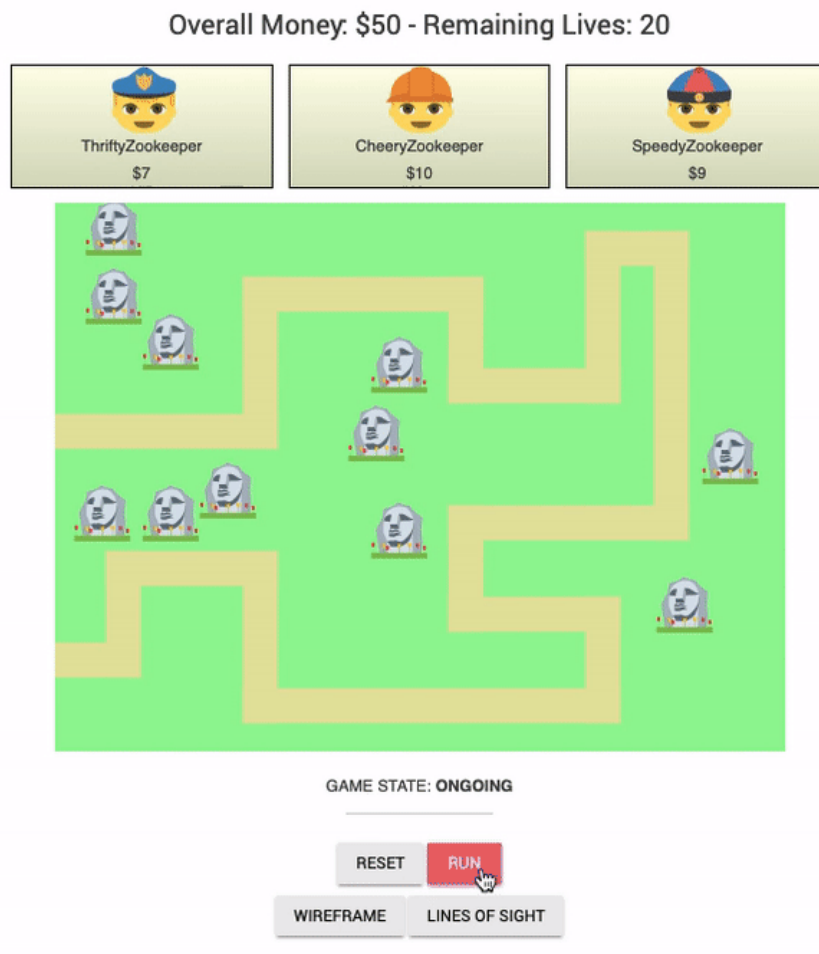 Overall Money: $50 - Remaining Lives: 20
ThriftyZookeeper
$7
CheeryZookeeper
$10
SpeedyZookeeper
$9
GAME STATE: ONGOING
RESET
RUN
WIREFRAME
LINES OF SIGHT